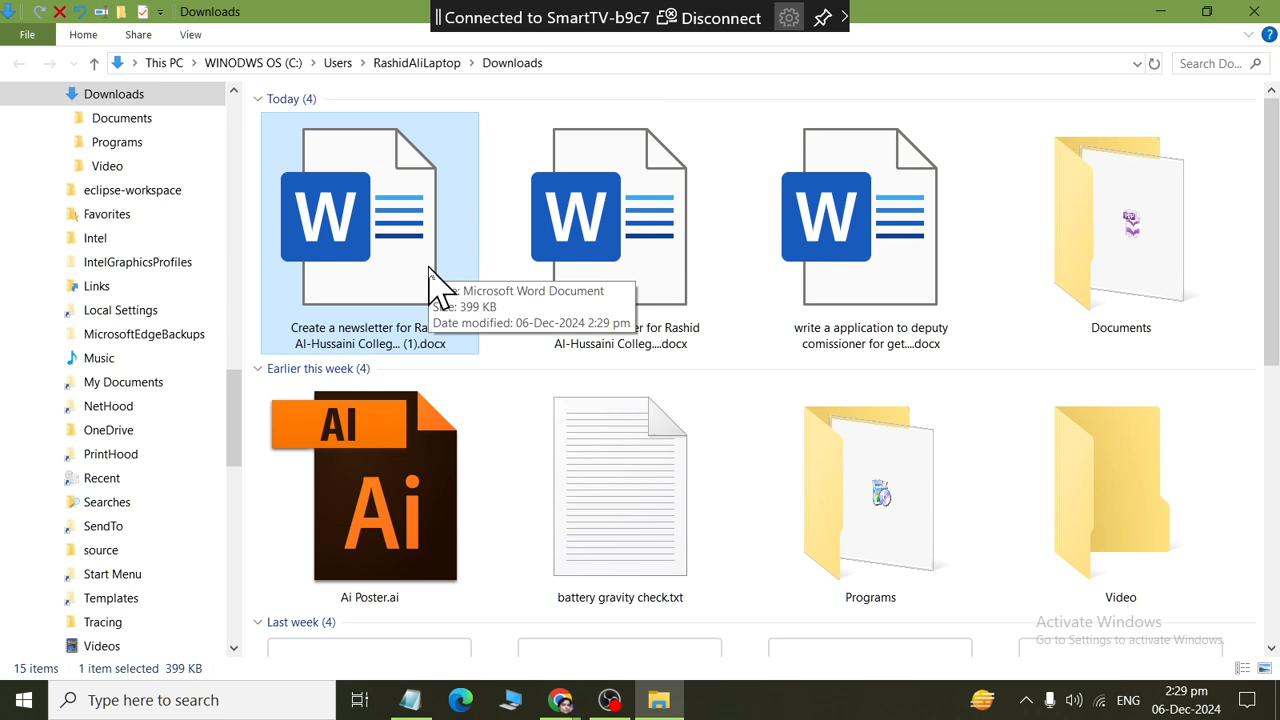 Downloads
Connected to SmartTV-b9c7 Disconnect
File Home Share View
This PC WINODWS OS (C:) Users RashidAliLaptop Downloads
Search Do...
Downloads
Documents
Programs
Video
eclipse-workspace
Favorites
Intel
IntelGraphicsProfiles
Links
Local Settings
MicrosoftEdgeBackups
Music
My Documents
NetHood
OneDrive
PrintHood
Recent
Searches
SendTo
source
Start Menu
Templates
Tracing
Videos
Today (4)
W
W
W
Microsoft Word Document
Size: 399 KB
Date modified: 06-Dec-2024 2:29 pm
Create a newsletter for
Al-Hussaini Colleg... (1).docx
for Rashid
Al-Hussaini Colleg....docx
write a application to deputy
comissioner for get....docx
Documents
Earlier this week (4)
AI
Ai
Ai Poster.ai
battery gravity check.txt
Programs
Video
Last week (4)
Activate Windows
Go to Settings to activate Windows.
15 items 1 item selected 399 KB
Type here to search
ENG
2:29 pm
06-Dec-2024